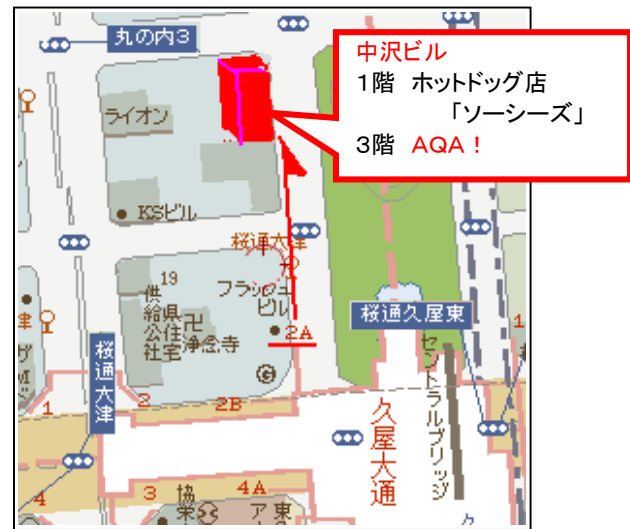 丸の内3
中沢ビル
1階 ホットドッグ店
「ソーシーズ」
3階 AQA!
ライオン
KSビル
桜通大津
19
供給公社
県住宅
卍
浄念寺
フラッシュビル
2A
桜通久屋東
セントラルブリッジ
桜通大津
1
2
2B
G
久屋大通
1
3
4A
4
協栄
東
ア